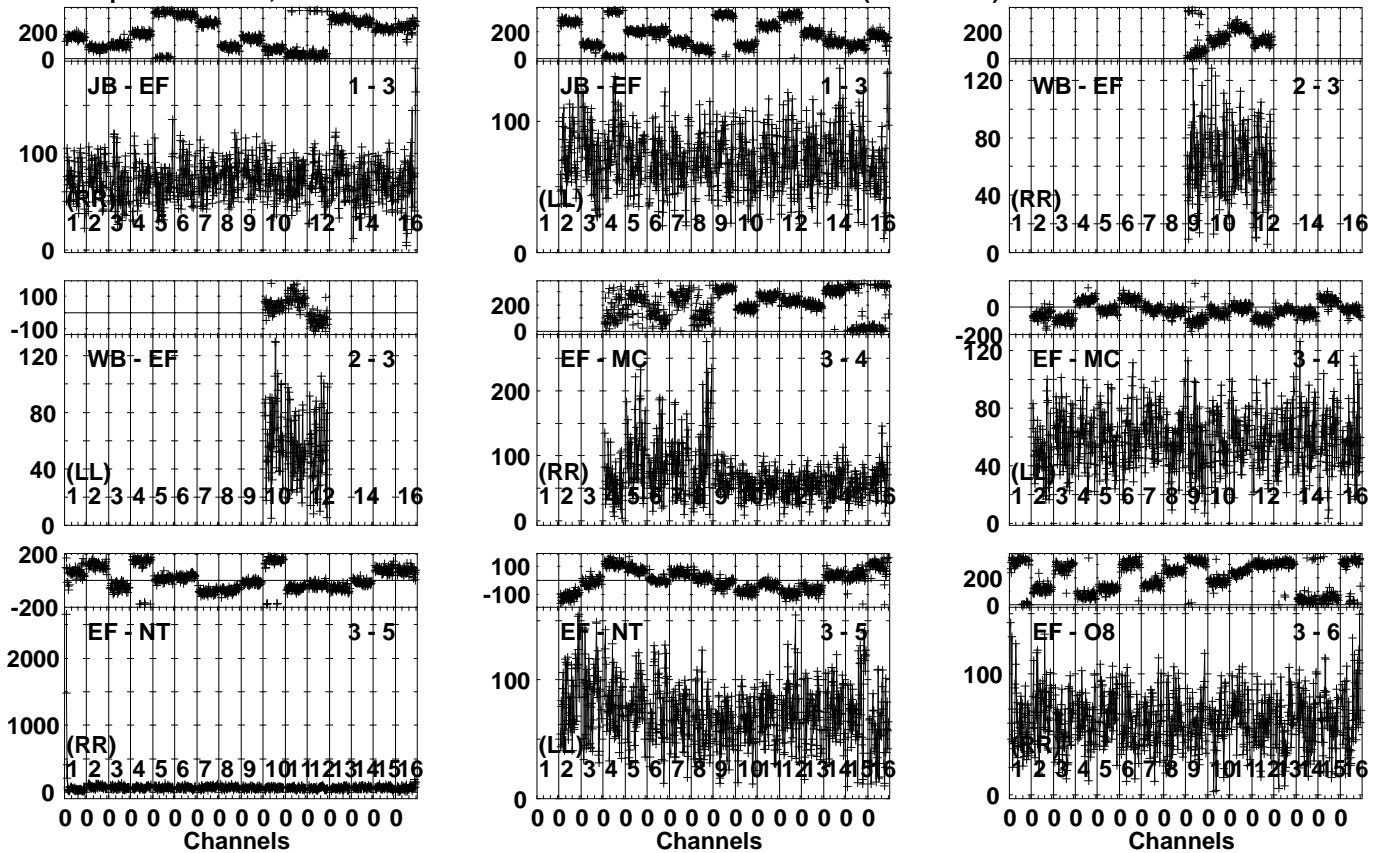 200 200 200
0 0 0
JB - EF 1 - 3 JB - EF 1 - 3 120 WB - EF 2 - 3
100 100 80
(RR) (LL) 40 (RR)
1 2 3 4 5 6 7 8 9 10 12 14 16 1 2 3 4 5 6 7 8 9 10 12 14 16 1 2 3 4 5 6 7 8 9 10 12 14 16
0 0 0
100 200 0
-100 0 -200
120 WB - EF 2 - 3 EF - MC 3 - 4 120 EF - MC 3 - 4
80 200 80
40 100 40
(LL) (RR) (L
1 2 3 4 5 6 7 8 9 10 12 14 16 1 2 3 4 5 6 7 8 9 10 12 14 16 1 2 3 4 5 6 7 8 9 10 12 14 16
0 0 0
200 100 200
-200 -100 0
EF - NT 3 - 5 EF - NT 3 - 5 EF - O8 3 - 6
2000 100 100
1000
(RR) (LL) (RR)
1 2 3 4 5 6 7 8 9 10 11 12 13 14 15 16 1 2 3 4 5 6 7 8 9 10 11 12 13 14 15 16 1 2 3 4 5 6 7 8 9 10 11 12 13 14 15 16
0 0 0
0 0 0 0 0 0 0 0 0 0 0 0 0 0 0 0 0 0 0 0 0 0 0 0 0 0 0 0 0 0 0 0 0 0 0 0 0 0 0 0 0 0 0 0 0 0 0 0
Channels Channels Channels